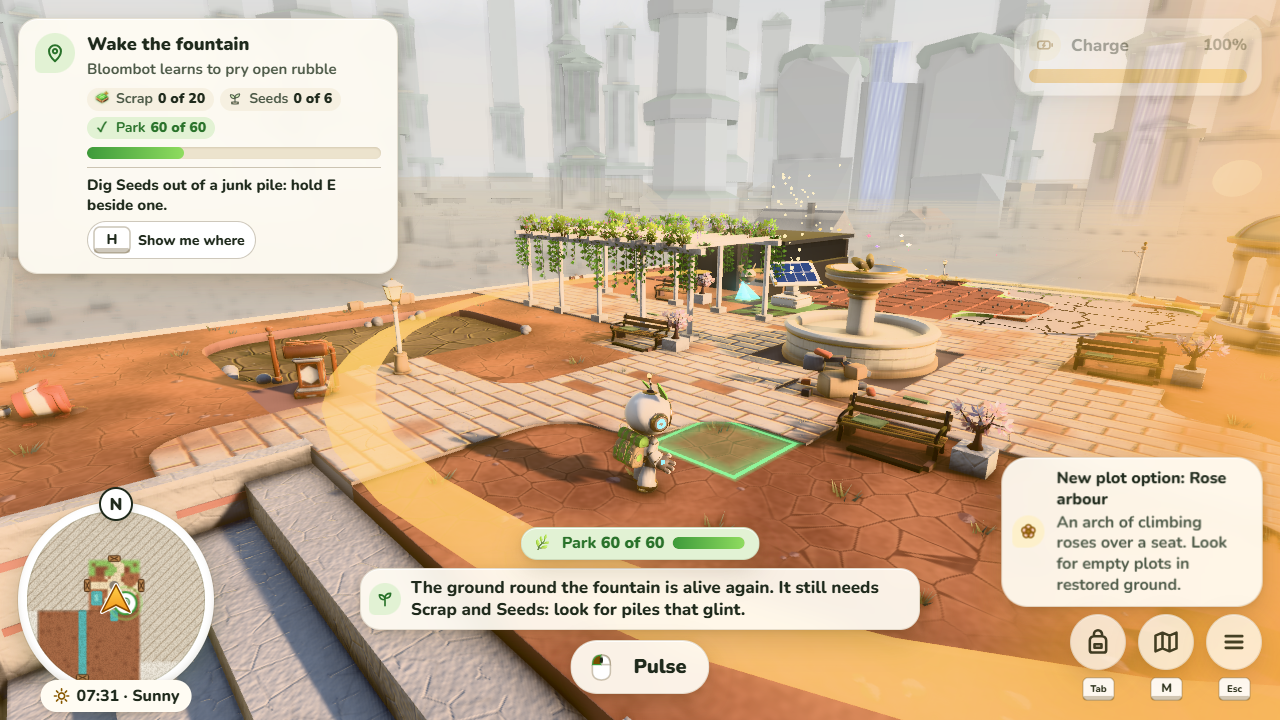 Wake the fountain
Bloombot learns to pry open rubble
Scrap 0 of 20 Seeds 0 of 6
Park 60 of 60
Dig Seeds out of a junk pile: hold E
beside one.
H Show me where
Charge 100%
New plot option: Rose
arbour
An arch of climbing
roses over a seat. Look
for empty plots in
restored ground.
Park 60 of 60
The ground round the fountain is alive again. It still needs
Scrap and Seeds: look for piles that glint.
Pulse
N
07:31 · Sunny
Tab M Esc